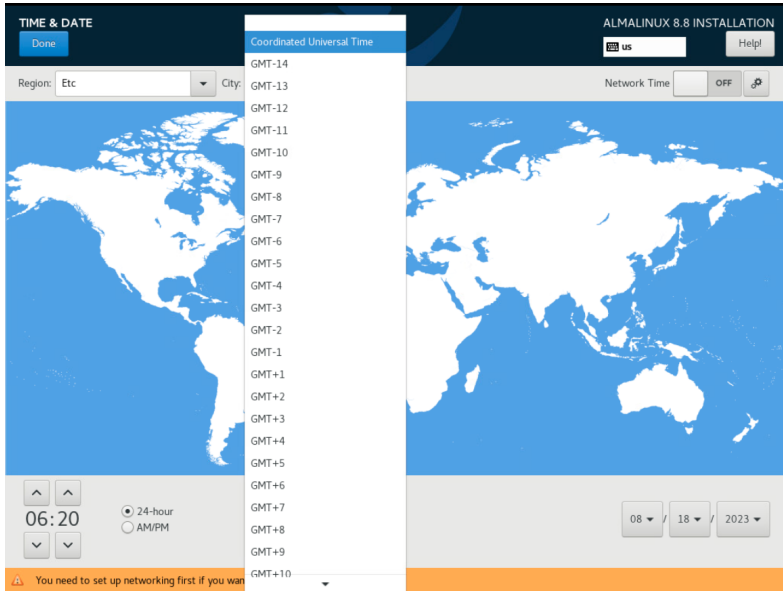 TIME & DATE
ALMALINUX 8.8 INSTALLATION
Done
us
Help!
Region: Etc
City:
Network Time OFF
Coordinated Universal Time
GMT-14
GMT-13
GMT-12
GMT-11
GMT-10
GMT-9
GMT-8
GMT-7
GMT-6
GMT-5
GMT-4
GMT-3
GMT-2
GMT-1
GMT+1
GMT+2
GMT+3
GMT+4
GMT+5
GMT+6
GMT+7
GMT+8
GMT+9
GMT+10
06:20
24-hour
AM/PM
08 / 18 / 2023
You need to set up networking first if you wan